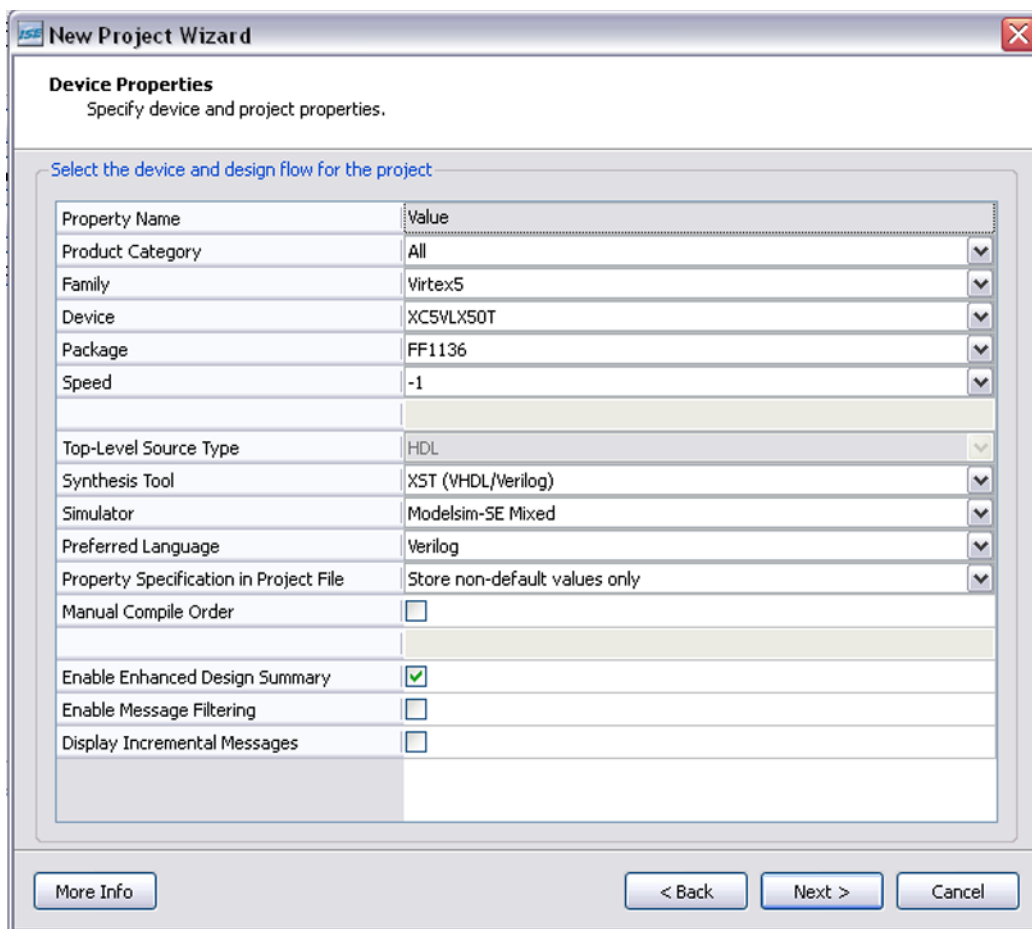 ISE New Project Wizard
Device Properties
Specify device and project properties.
Select the device and design flow for the project
Property Name Value
Product Category All
Family Virtex5
Device XC5VLX50T
Package FF1136
Speed -1
Top-Level Source Type HDL
Synthesis Tool XST (VHDL/Verilog)
Simulator Modelsim-SE Mixed
Preferred Language Verilog
Property Specification in Project File Store non-default values only
Manual Compile Order
Enable Enhanced Design Summary
Enable Message Filtering
Display Incremental Messages
More Info < Back Next > Cancel